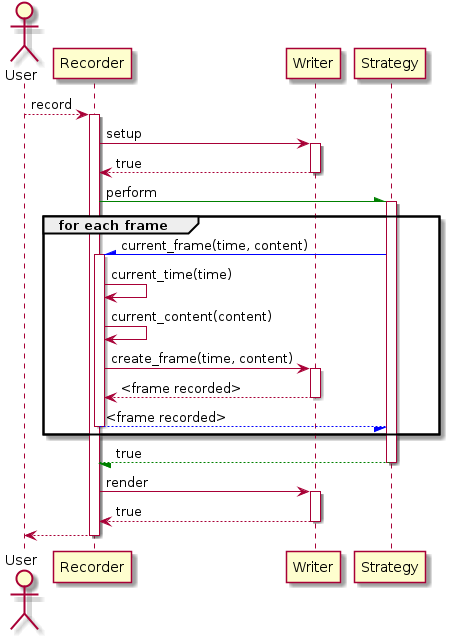 User
Recorder
Writer
Strategy
record
setup
true
perform
for each frame
current_frame(time, content)
current_time(time)
current_content(content)
create_frame(time, content)
<frame recorded>
<frame recorded>
true
render
true
User
Recorder
Writer
Strategy